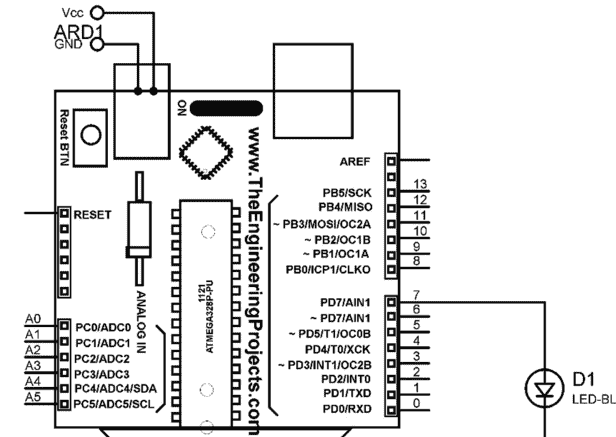 Vcc
ARD1
GND
Reset BTN
ON
www.TheEngineeringProjects.com
AREF
PB5/SCK 13
PB4/MISO 12
~ PB3/MOSI/OC2A 11
~ PB2/OC1B 10
~ PB1/OC1A 9
PB0/ICP1/CLKO 8
RESET
1121
ATMEGA328P-PU
ANALOG IN
PD7/AIN1 7
~ PD7/AIN1 6
~ PD5/T1/OC0B 5
PD4/T0/XCK 4
~ PD3/INT1/OC2B 3
PD2/INT0 2
PD1/TXD 1
PD0/RXD 0
A0 PC0/ADC0
A1 PC1/ADC1
A2 PC2/ADC2
A3 PC3/ADC3
A4 PC4/ADC4/SDA
A5 PC5/ADC5/SCL
D1
LED-BL